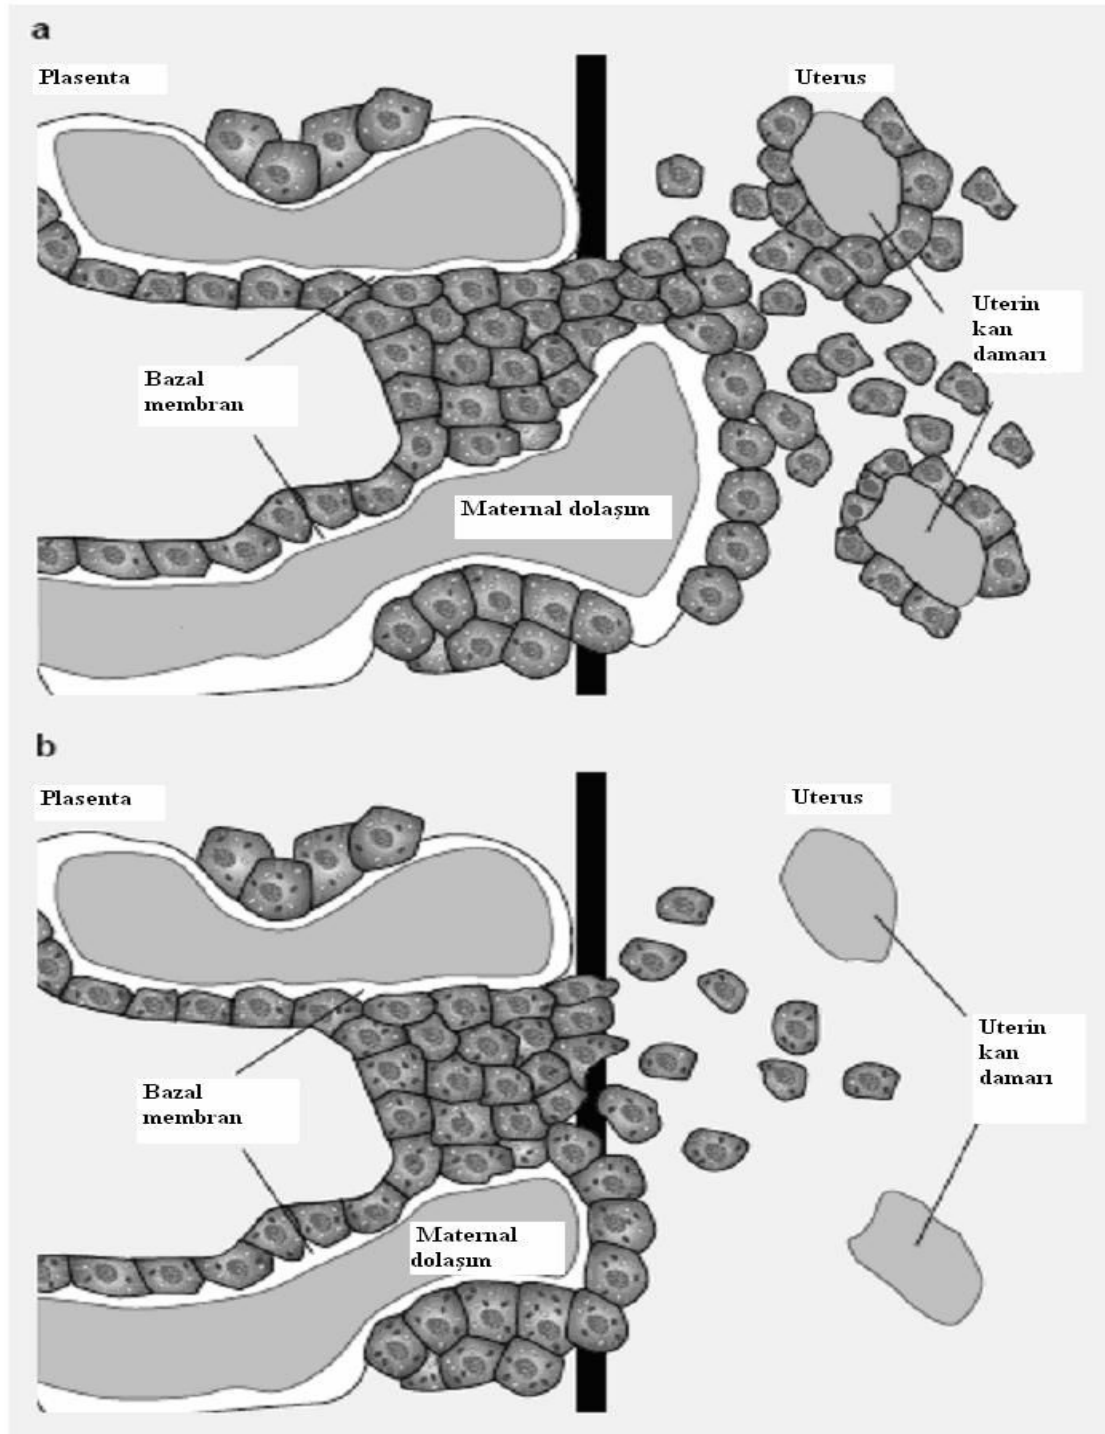 a
Plasenta
Uterus
Uterin
kan
damarı
Bazal
membran
Maternal dolaşım
b
Plasenta
Uterus
Uterin
kan
damarı
Bazal
membran
Maternal
dolaşım